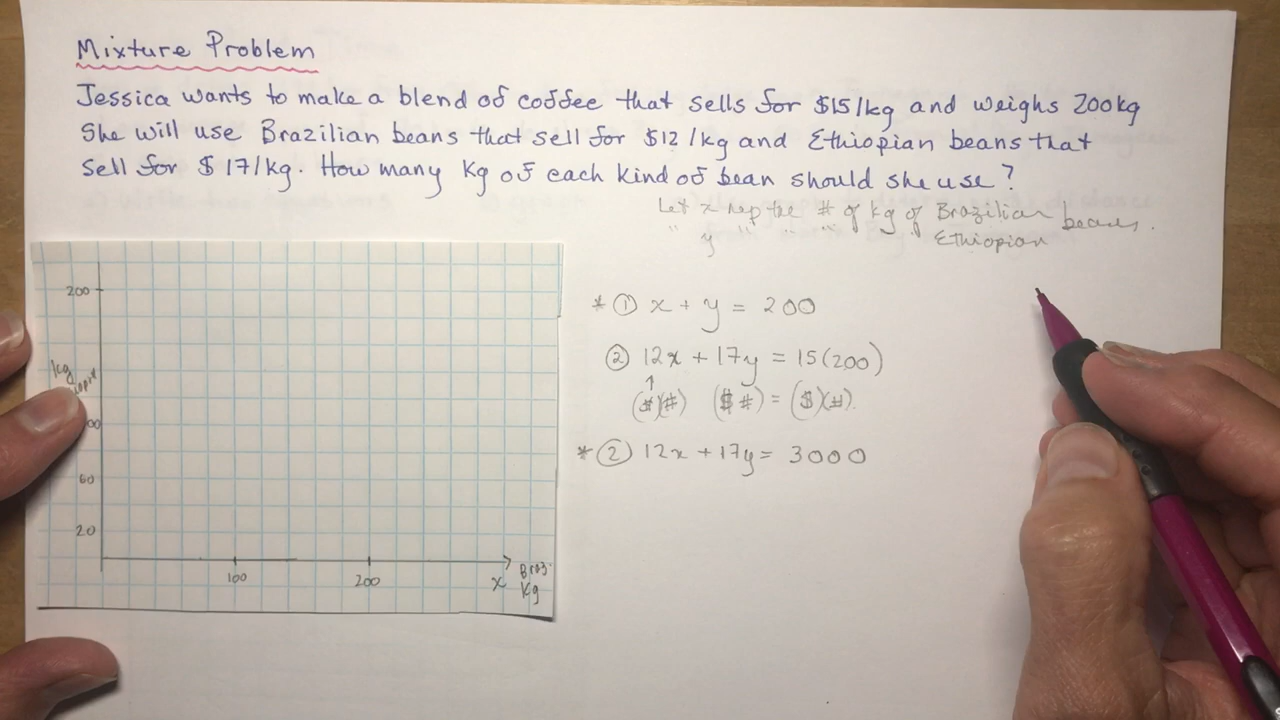 Mixture Problem
Jessica wants to make a blend of coffee that sells for $15/kg and weighs 200kg
She will use Brazilian beans that sell for $12/kg and Ethiopian beans that
sell for $17/kg. How many kg of each kind of bean should she use?
Let x rep the # of kg of Brazilian beans.
" y " " " Ethiopian
* ① x + y = 200
② 12x + 17y = 15(200)
($)(#) ($ #) = ($)(#).
* ② 12x + 17y = 3000
200
kg
60
20
100 200 x Braz.
Kg